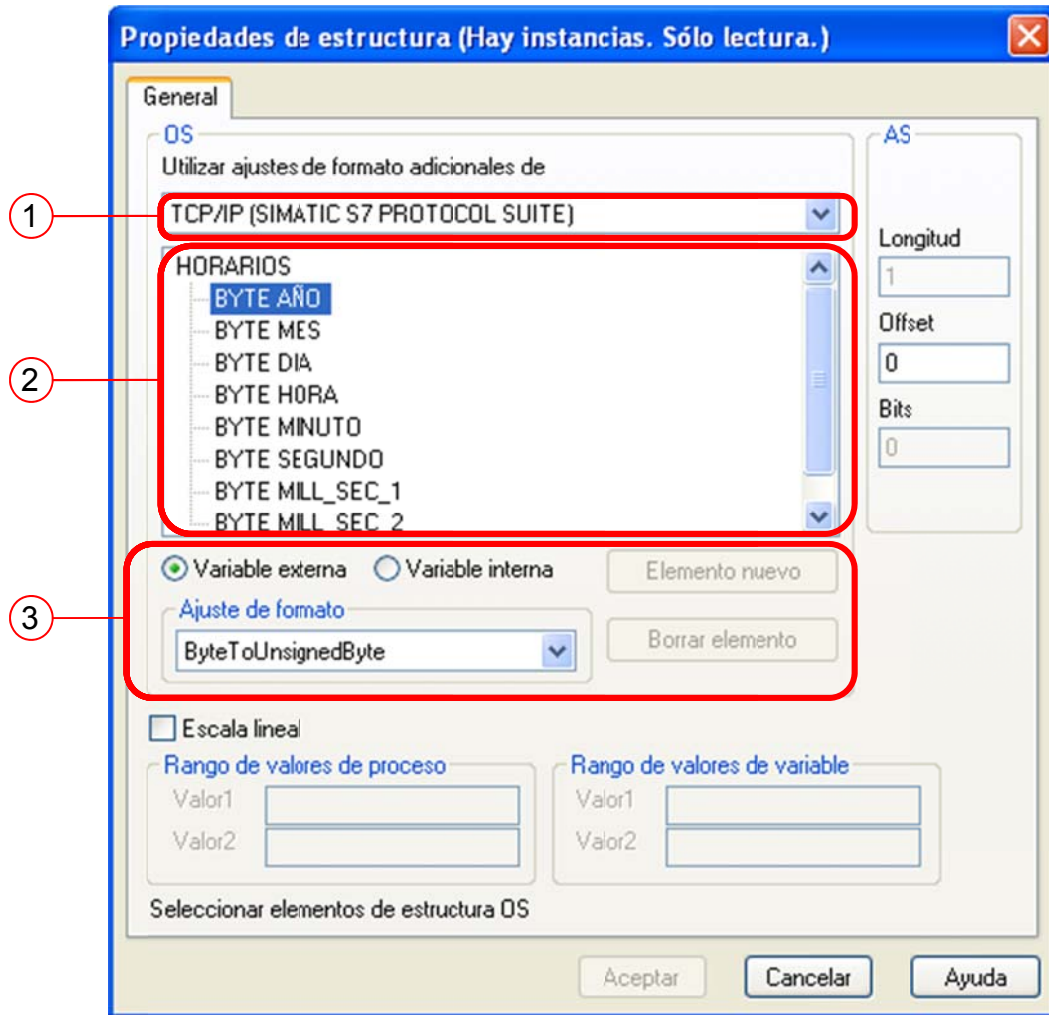 Propiedades de estructura (Hay instancias. Sólo lectura.)
General
OS
Utilizar ajustes de formato adicionales de
1
TCP/IP (SIMATIC S7 PROTOCOL SUITE)
2
HORARIOS
BYTE AÑO
BYTE MES
BYTE DIA
BYTE HORA
BYTE MINUTO
BYTE SEGUNDO
BYTE MILL_SEC_1
BYTE MILL_SEC_2
AS
Longitud
1
Offset
0
Bits
0
3
Variable externa Variable interna Elemento nuevo
Ajuste de formato
ByteToUnsignedByte Borrar elemento
Escala lineal
Rango de valores de proceso
Valor1
Valor2
Rango de valores de variable
Valor1
Valor2
Seleccionar elementos de estructura OS
Aceptar Cancelar Ayuda